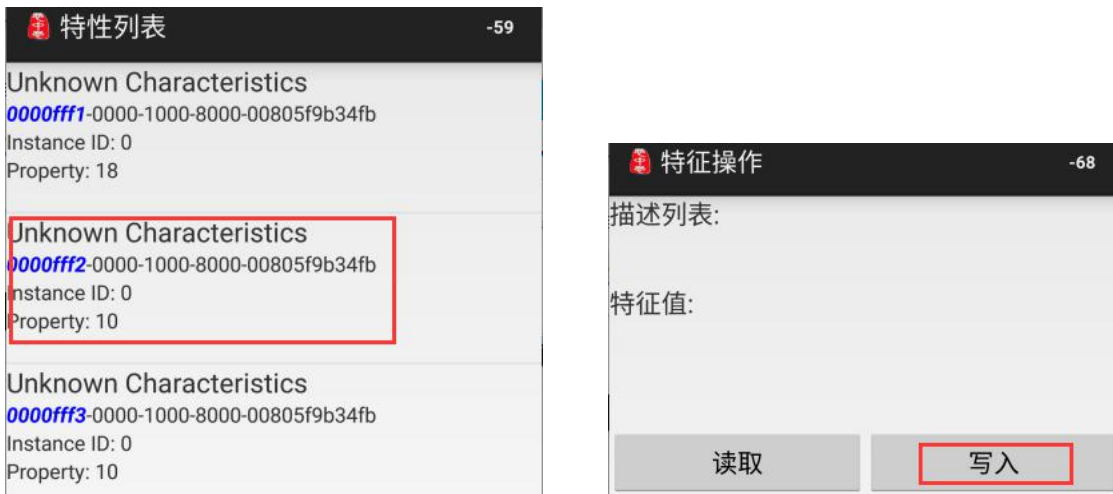 特性列表 -59
Unknown Characteristics
0000fff1-0000-1000-8000-00805f9b34fb
Instance ID: 0
Property: 18
Unknown Characteristics
0000fff2-0000-1000-8000-00805f9b34fb
Instance ID: 0
Property: 10
Unknown Characteristics
0000fff3-0000-1000-8000-00805f9b34fb
Instance ID: 0
Property: 10
特征操作 -68
描述列表:
特征值:
读取 写入